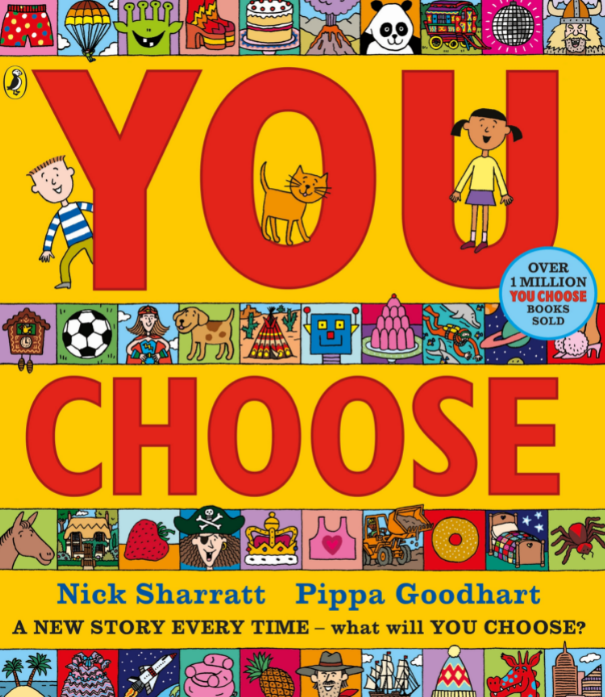 YOU
OVER
1 MILLION
YOU CHOOSE
BOOKS
SOLD
CHOOSE
Nick Sharratt Pippa Goodhart
A NEW STORY EVERY TIME – what will YOU CHOOSE?